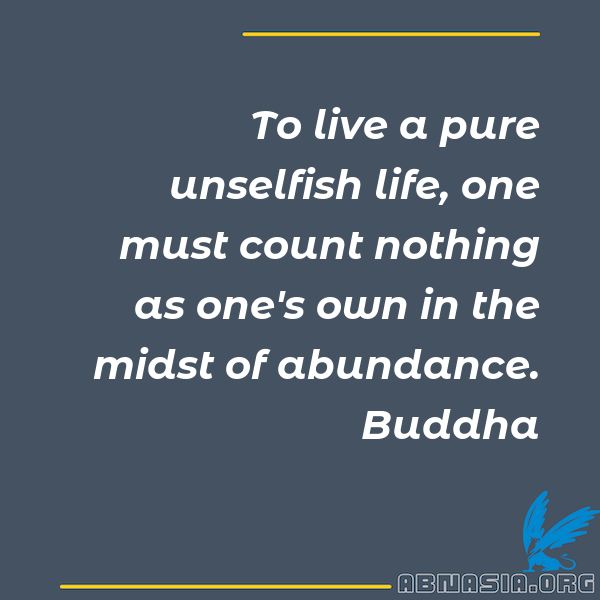 To live a pure
unselfish life, one
must count nothing
as one's own in the
midst of abundance.
Buddha
ABNASIA.ORG